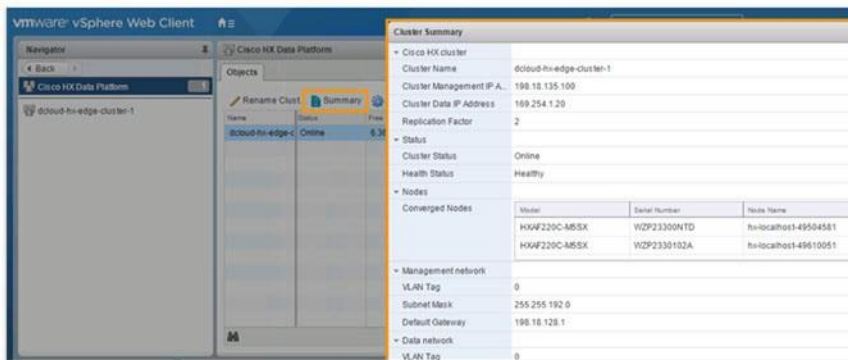 vmware vSphere Web Client
Navigator
Back
Cisco HX Data Platform 1
dcloud-hx-edge-cluster-1
Cisco HX Data Platform
Objects
Rename Clust Summary
Name Status Free
dcloud-hx-edge-c Online 6.36
Cluster Summary
Cisco HX cluster
Cluster Name dcloud-hx-edge-cluster-1
Cluster Management IP A.. 198.18.135.100
Cluster Data IP Address 169.254.1.20
Replication Factor 2
Status
Cluster Status Online
Health Status Healthy
Nodes
Converged Nodes
Model Serial Number Node Name
HXAF220C-M5SX WZP23300NTD hx-localhost-49504581
HXAF220C-M5SX WZP2330102A hx-localhost-49610051
Management network
VLAN Tag 0
Subnet Mask 255.255.192.0
Default Gateway 198.18.128.1
Data network
VLAN Tag 0